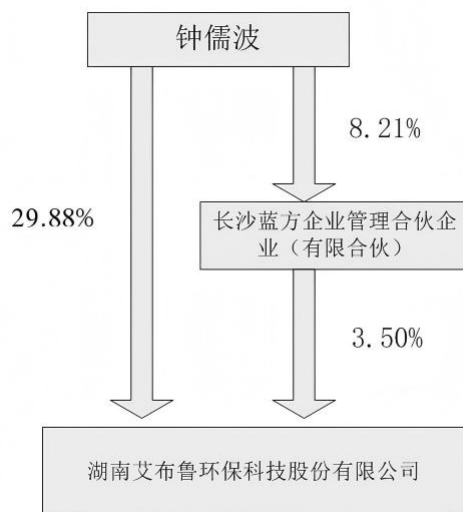 钟儒波
8.21%
29.88%
长沙蓝方企业管理合伙企
业（有限合伙）
3.50%
湖南艾布鲁环保科技股份有限公司